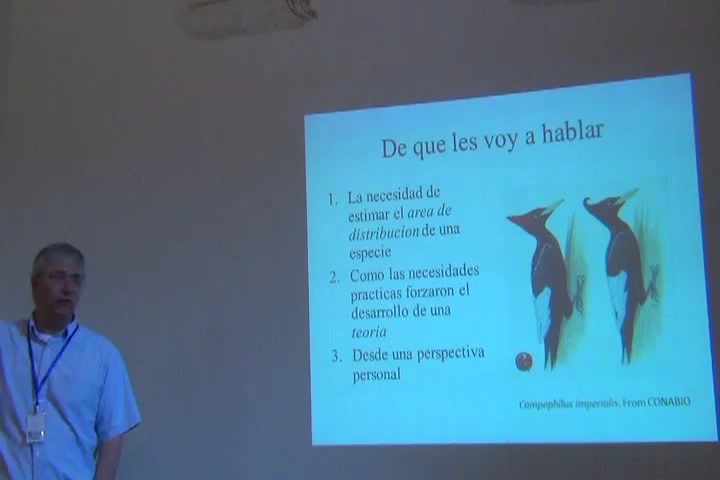 De que les voy a hablar
1. La necesidad de
estimar el area de
distribucion de una
especie
2. Como las necesidades
practicas forzaron el
desarrollo de una
teoria
3. Desde una perspectiva
personal
Compephilus imperialis. From CONABIO